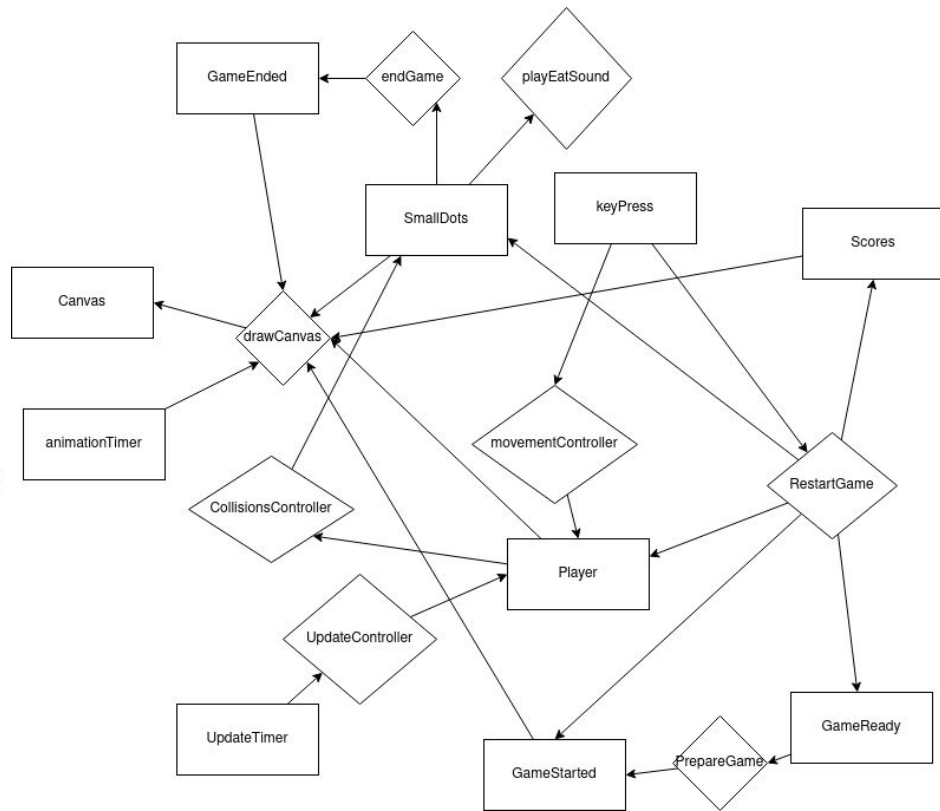 GameEnded
endGame
playEatSound
SmallDots
keyPress
Scores
Canvas
drawCanvas
animationTimer
movementController
RestartGame
CollisionsController
Player
UpdateController
UpdateTimer
GameReady
PrepareGame
GameStarted